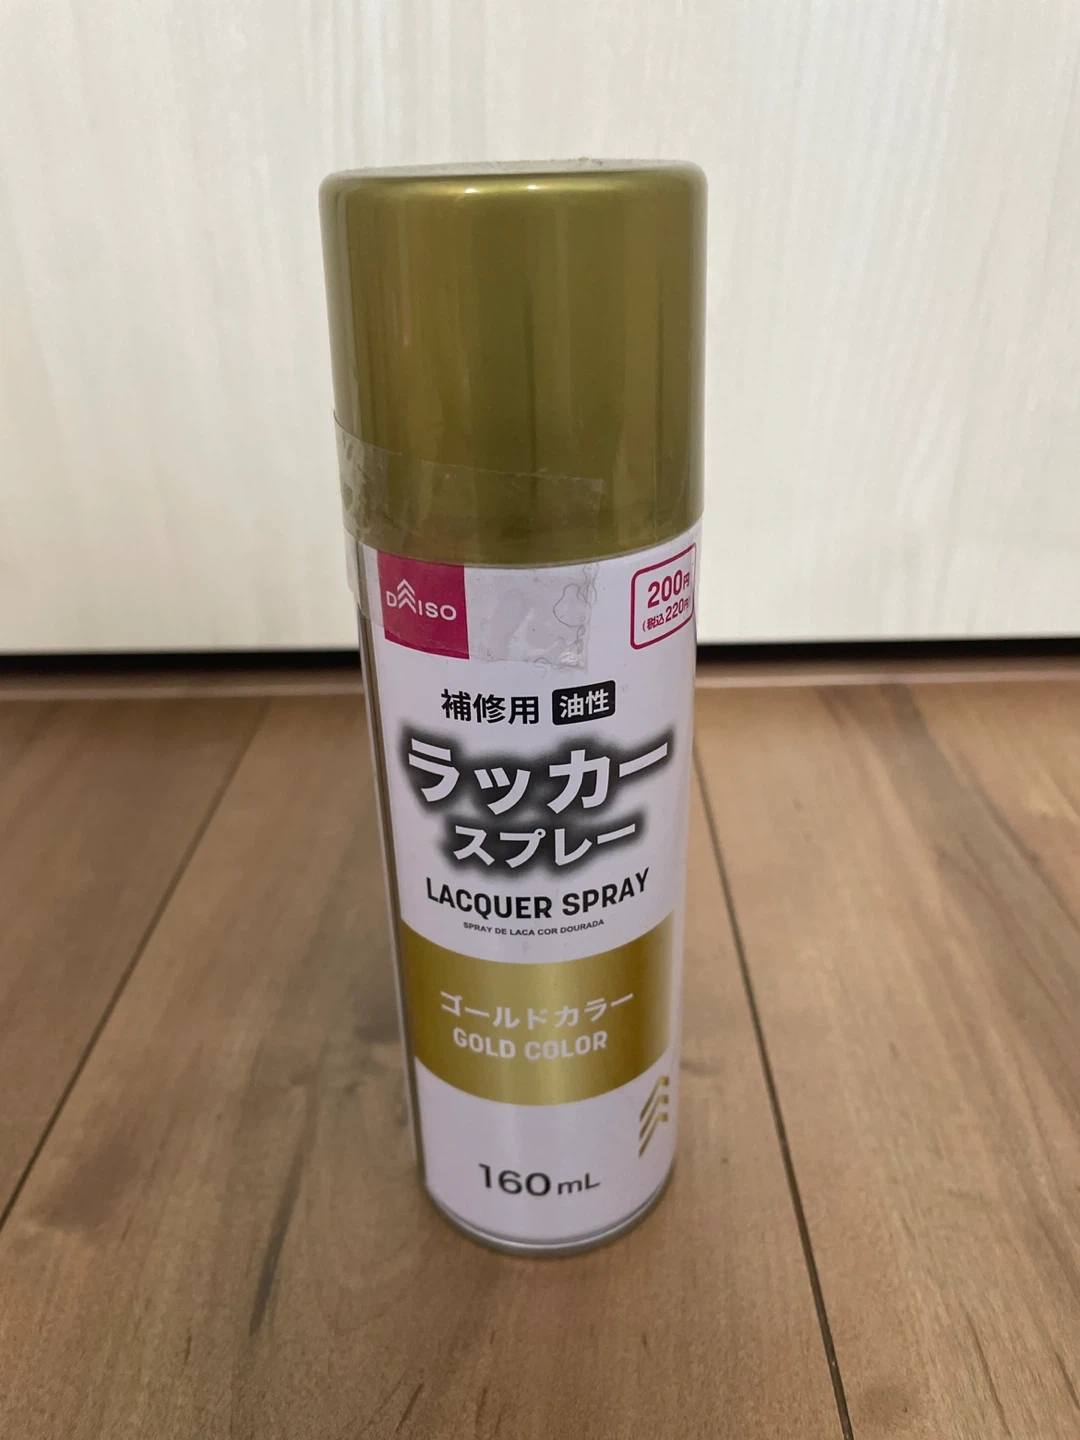 DAISO
200円
(税込220円)
補修用 油性
ラッカー
スプレー
LACQUER SPRAY
SPRAY DE LACA COR DOURADA
ゴールドカラー
GOLD COLOR
160mL